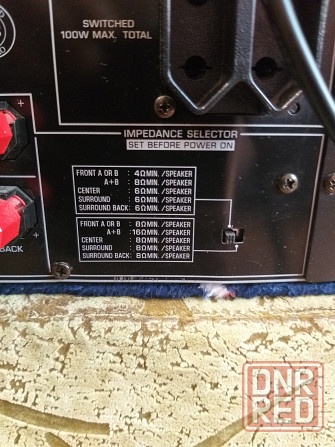 SWITCHED
100W MAX. TOTAL
IMPEDANCE SELECTOR
SET BEFORE POWER ON
FRONT A OR B : 4ΩMIN./SPEAKER
A+B : 8ΩMIN./SPEAKER
CENTER : 6ΩMIN./SPEAKER
SURROUND : 6ΩMIN./SPEAKER
SURROUND BACK: 6ΩMIN./SPEAKER
FRONT A OR B : 8ΩMIN./SPEAKER
A+B :16ΩMIN./SPEAKER
CENTER : 8ΩMIN./SPEAKER
SURROUND : 8ΩMIN./SPEAKER
SURROUND BACK: 8ΩMIN./SPEAKER
+
+
BACK
DNR
RED